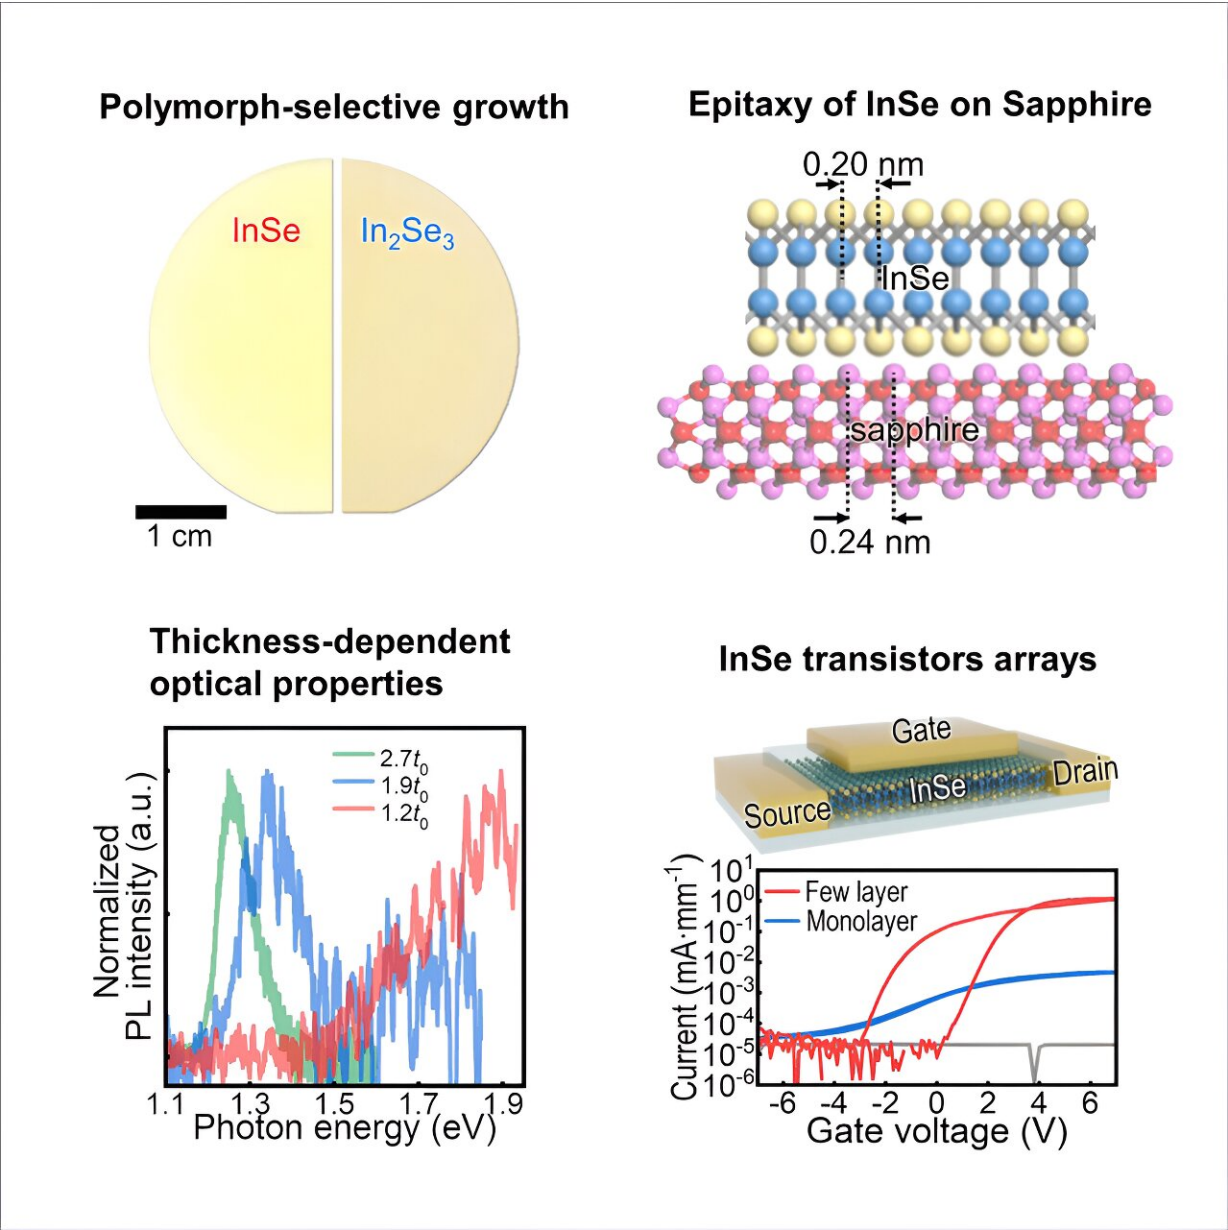 Polymorph-selective growth
InSe
In₂Se₃
1 cm
Epitaxy of InSe on Sapphire
0.20 nm
InSe
sapphire
0.24 nm
Thickness-dependent
optical properties
2.7t₀
1.9t₀
1.2t₀
Normalized
PL intensity (a.u.)
1.1 1.3 1.5 1.7 1.9
Photon energy (eV)
InSe transistors arrays
Gate
Source
InSe
Drain
Few layer
Monolayer
Current (mA·mm⁻¹)
10¹
10⁰
10⁻¹
10⁻²
10⁻³
10⁻⁴
10⁻⁵
10⁻⁶
-6 -4 -2 0 2 4 6
Gate voltage (V)